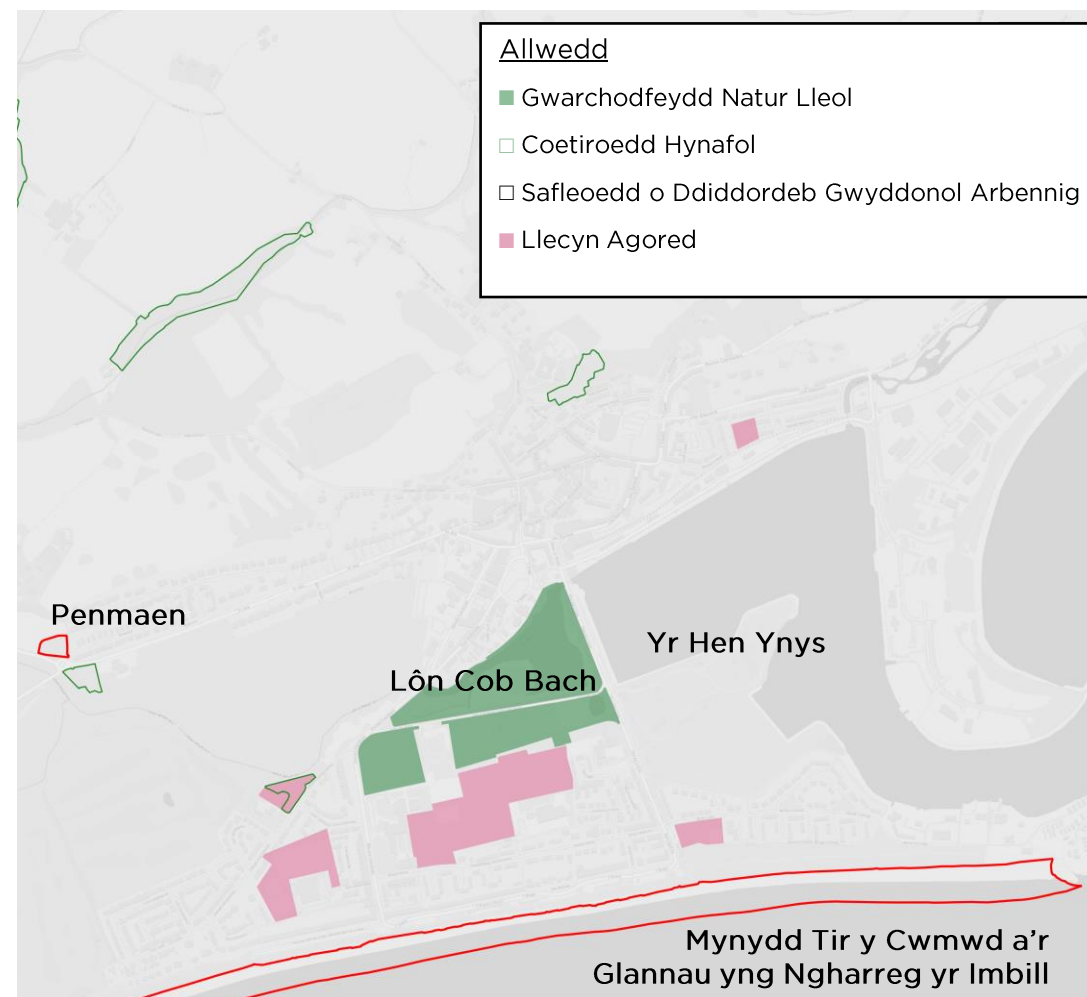 Allwedd
Gwarchodfeydd Natur Lleol
Coetiroedd Hynafol
Safleoedd o Ddiddordeb Gwyddonol Arbennig
Llecyn Agored
Penmaen
Yr Hen Ynys
Lôn Cob Bach
Mynydd Tir y Cwmwd a'r
Glannau yng Ngharreg yr Imbill